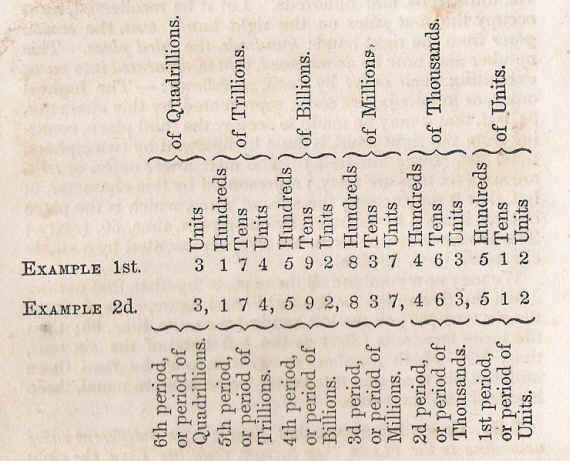 of Quadrillions.
of Trillions.
of Billions.
of Millions,
of Thousands.
of Units.
Units
Hundreds
Tens
Units
Hundreds
Tens
Units
Hundreds
Tens
Units
Hundreds
Tens
Units
Hundreds
Tens
Units
EXAMPLE 1st. 3 1 7 4 5 9 2 8 3 7 4 6 3 5 1 2
EXAMPLE 2d. 3, 1 7 4, 5 9 2, 8 3 7, 4 6 3, 5 1 2
6th period,
or period of
Quadrillions.
5th period,
or period of
Trillions.
4th period,
or period of
Billions.
3d period,
or period of
Millions.
2d period,
or period of
Thousands.
1st period,
or period of
Units.